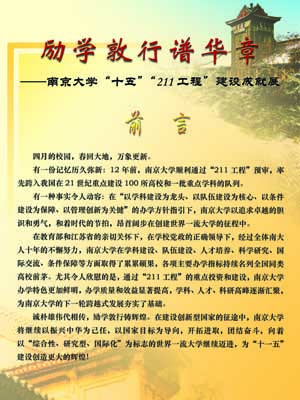 励学敦行谱华章
——南京大学“十五”“211工程”建设成就展
前言
四月的校园，春回大地，万象更新。
有一份记忆历久弥新：12年前，南京大学顺利通过“211工程”预审，率
先跨入我国在21世纪重点建设100所高校和一批重点学科的队列。
有一种事实令人动容：在“以学科建设为龙头、以队伍建设为核心、以条件
建设为保障、以管理创新为关键”的办学方针指引下，南京大学以追求卓越的胆
识和勇气，和着时代的节拍，昂首阔步在创建世界一流大学的征程中。
在教育部和江苏省的亲切关怀下，在学校党政的正确领导下，经过全体南大
人十年的不懈努力，南京大学在学科建设、队伍建设、人才培养、科学研究、国
际交流、条件保障等方面取得了累累硕果，各项主要办学指标持续名列全国同类
高校前茅。尤其令人欣慰的是，通过“211工程”的重点投资和建设，南京大学
办学特色更加鲜明，办学质量和效益显著提高，学科、人才、科研高峰逐渐汇聚，
为南京大学的下一轮跨越式发展夯实了基础。
诚朴雄伟代相传，励学敦行铸辉煌。在建设创新型国家的征途中，南京大学
将继续以振兴中华为己任，以国家目标为导向，开拓进取，团结奋斗，向着
以“综合性、研究型、国际化”为标志的世界一流大学继续迈进，为“十一五”
建设创造更大的辉煌！